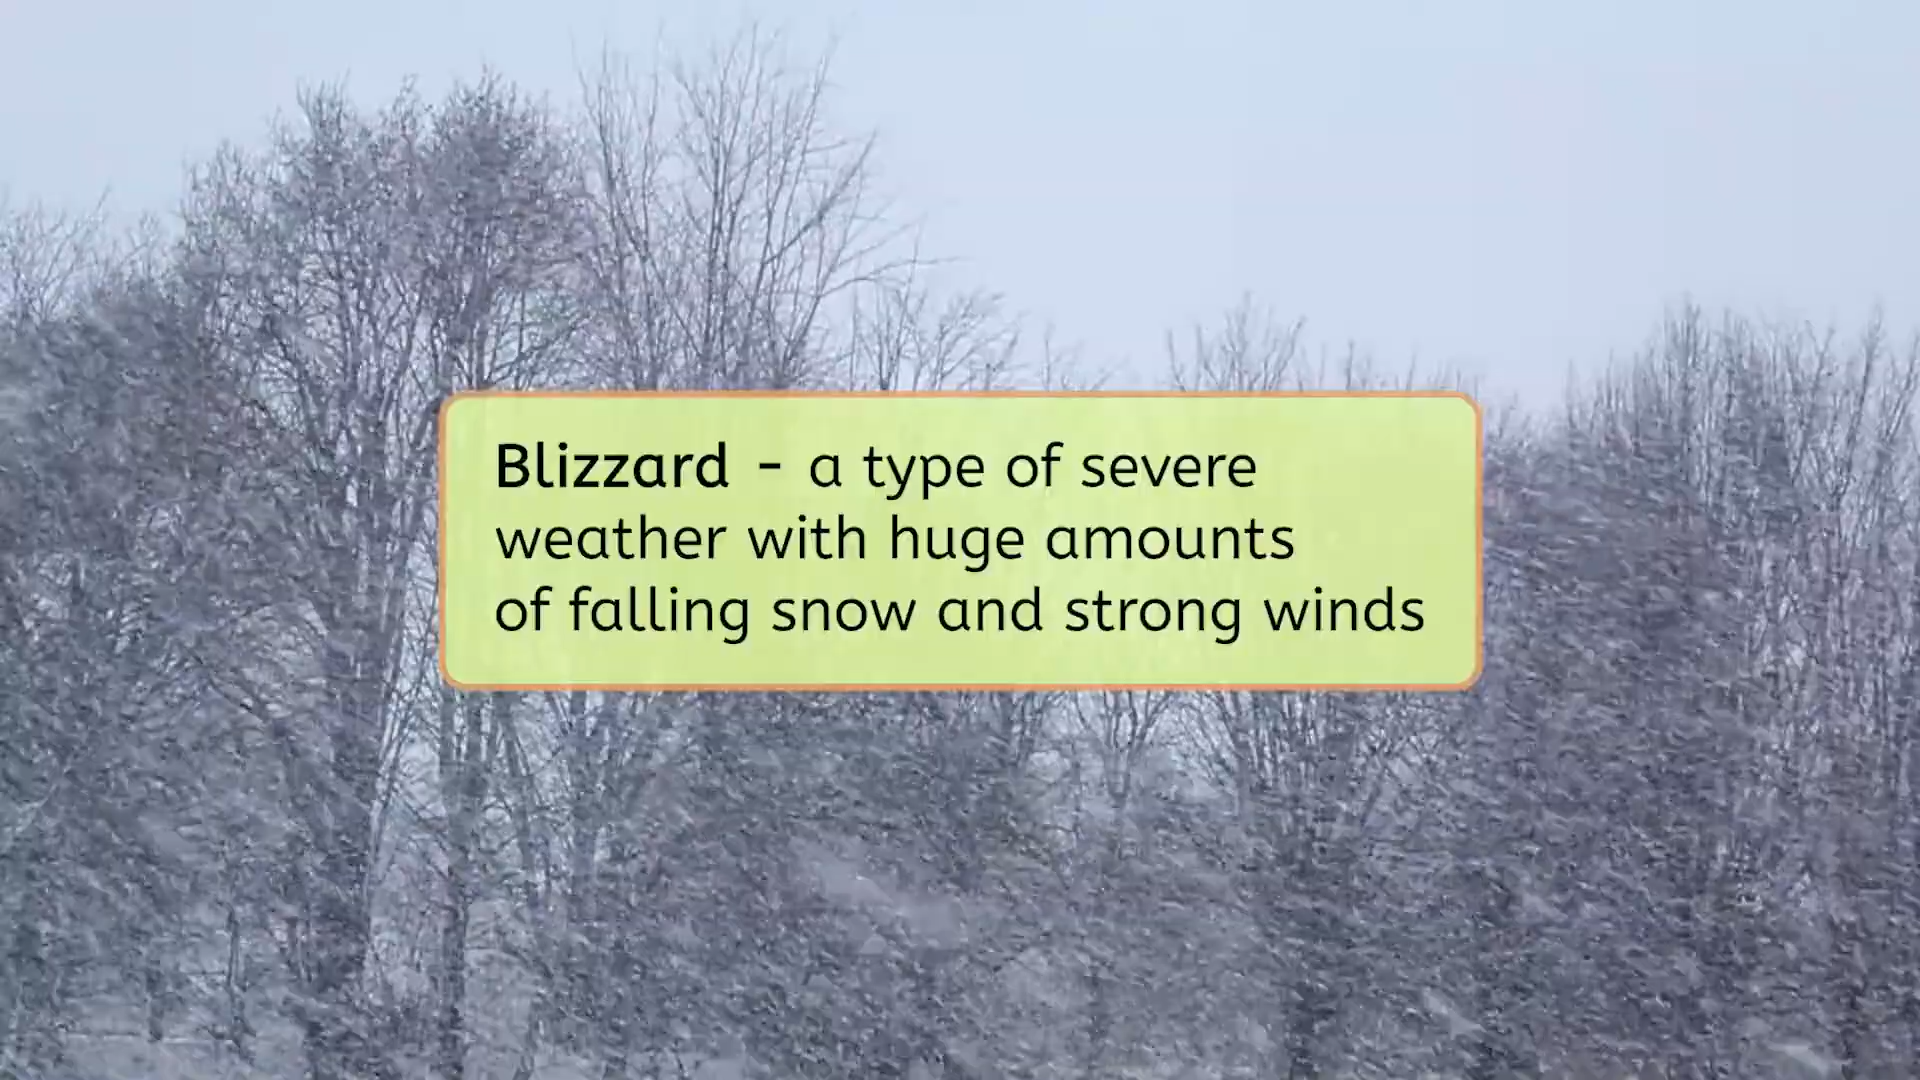 Blizzard - a type of severe
weather with huge amounts
of falling snow and strong winds